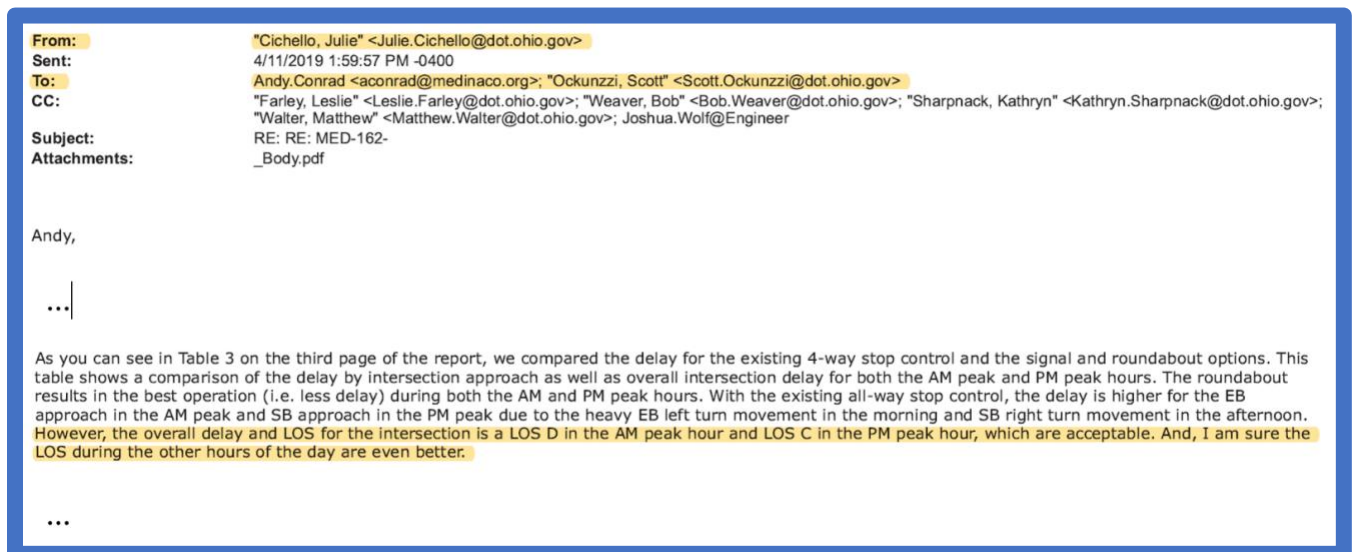 From: "Cichello, Julie" <Julie.Cichello@dot.ohio.gov>
Sent: 4/11/2019 1:59:57 PM -0400
To: Andy.Conrad <aconrad@medinaco.org>; "Ockunzzi, Scott" <Scott.Ockunzzi@dot.ohio.gov>
CC: "Farley, Leslie" <Leslie.Farley@dot.ohio.gov>; "Weaver, Bob" <Bob.Weaver@dot.ohio.gov>; "Sharpnack, Kathryn" <Kathryn.Sharpnack@dot.ohio.gov>;
"Walter, Matthew" <Matthew.Walter@dot.ohio.gov>; Joshua.Wolf@Engineer
Subject: RE: RE: MED-162-
Attachments: _Body.pdf
Andy,
...
As you can see in Table 3 on the third page of the report, we compared the delay for the existing 4-way stop control and the signal and roundabout options. This
table shows a comparison of the delay by intersection approach as well as overall intersection delay for both the AM peak and PM peak hours. The roundabout
results in the best operation (i.e. less delay) during both the AM and PM peak hours. With the existing all-way stop control, the delay is higher for the EB
approach in the AM peak and SB approach in the PM peak due to the heavy EB left turn movement in the morning and SB right turn movement in the afternoon.
However, the overall delay and LOS for the intersection is a LOS D in the AM peak hour and LOS C in the PM peak hour, which are acceptable. And, I am sure the
LOS during the other hours of the day are even better.
...